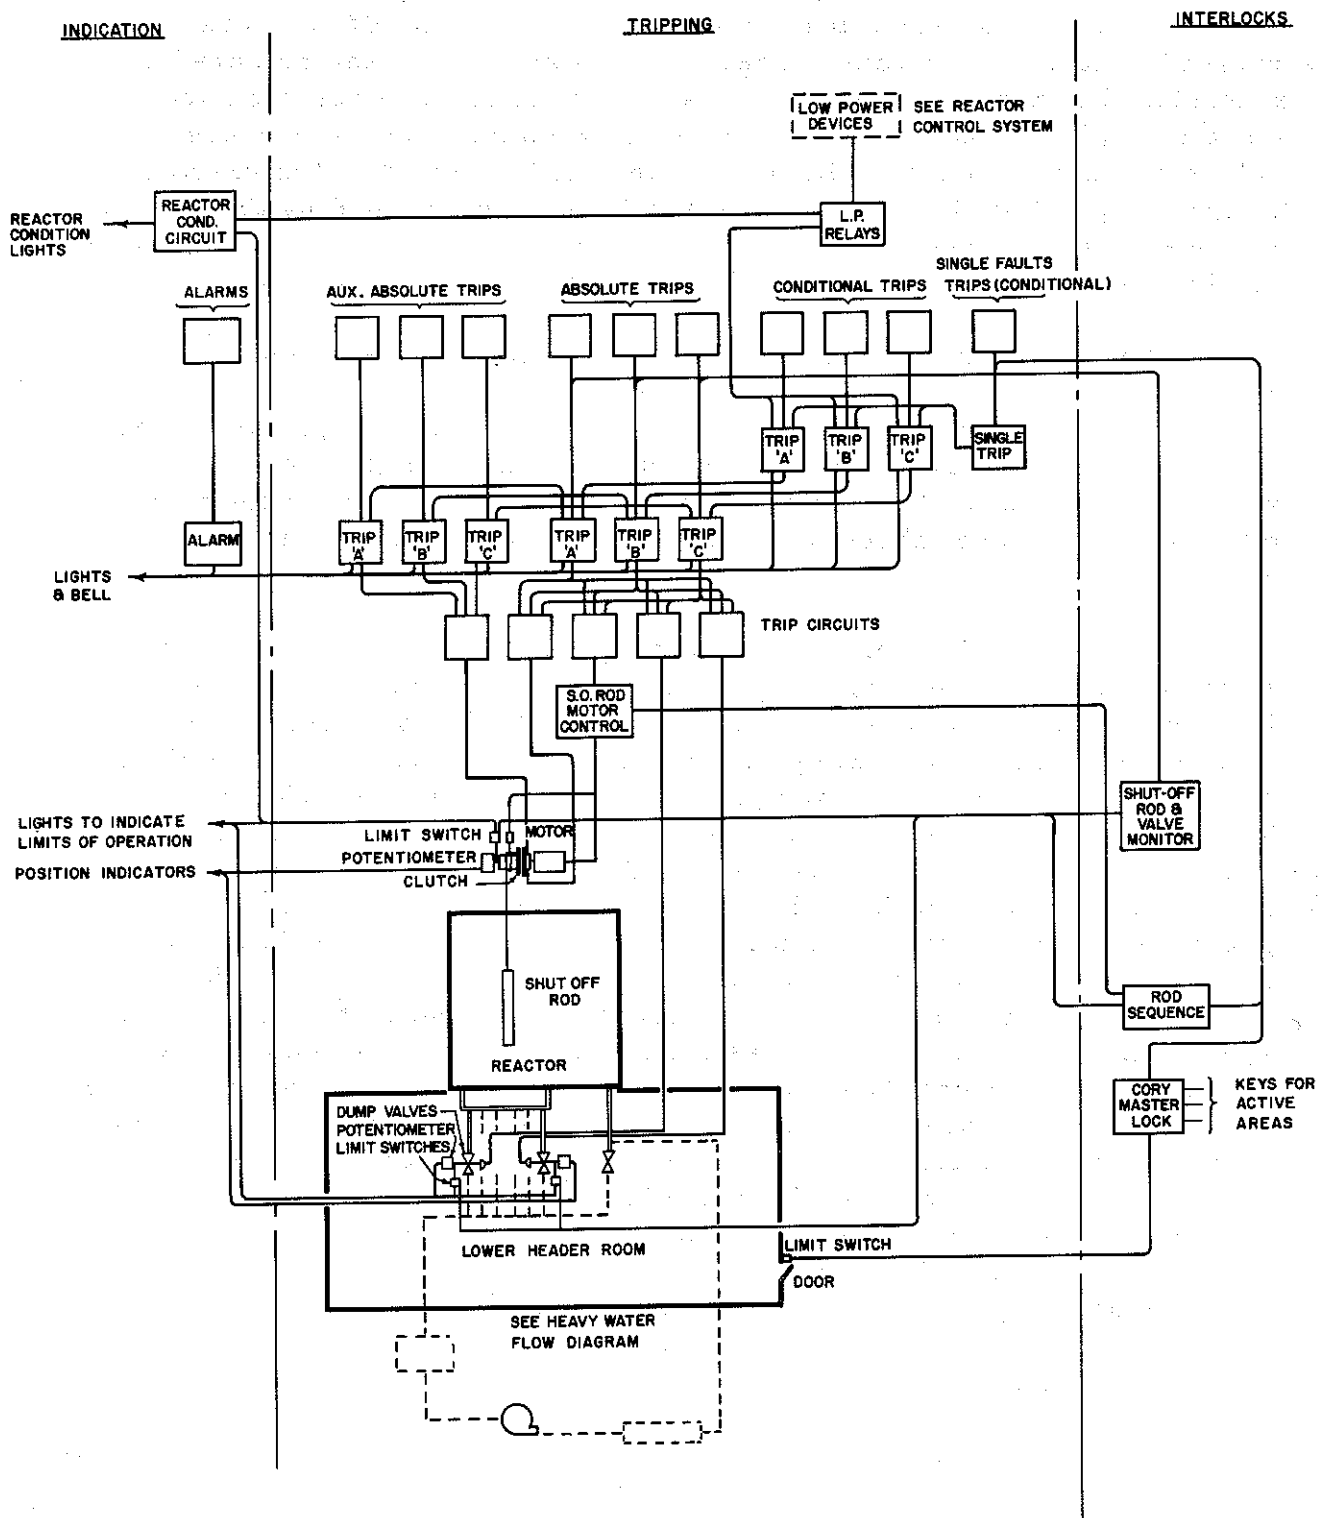 INDICATION
TRIPPING
INTERLOCKS
LOW POWER
DEVICES
SEE REACTOR
CONTROL SYSTEM
REACTOR
COND.
CIRCUIT
REACTOR
CONDITION
LIGHTS
L.P.
RELAYS
ALARMS
AUX. ABSOLUTE TRIPS
ABSOLUTE TRIPS
CONDITIONAL TRIPS
SINGLE FAULTS
TRIPS (CONDITIONAL)
TRIP
'A'
TRIP
'B'
TRIP
'C'
SINGLE
TRIP
ALARM
TRIP
'A'
TRIP
'B'
TRIP
'C'
TRIP
'A'
TRIP
'B'
TRIP
'C'
LIGHTS
& BELL
TRIP CIRCUITS
S.O. ROD
MOTOR
CONTROL
SHUT-OFF
ROD &
VALVE
MONITOR
LIGHTS TO INDICATE
LIMITS OF OPERATION
POSITION INDICATORS
LIMIT SWITCH
MOTOR
POTENTIOMETER
CLUTCH
SHUT OFF
ROD
REACTOR
ROD
SEQUENCE
CORY
MASTER
LOCK
KEYS FOR
ACTIVE
AREAS
DUMP VALVES
POTENTIOMETER
LIMIT SWITCHES
LOWER HEADER ROOM
LIMIT SWITCH
DOOR
SEE HEAVY WATER
FLOW DIAGRAM